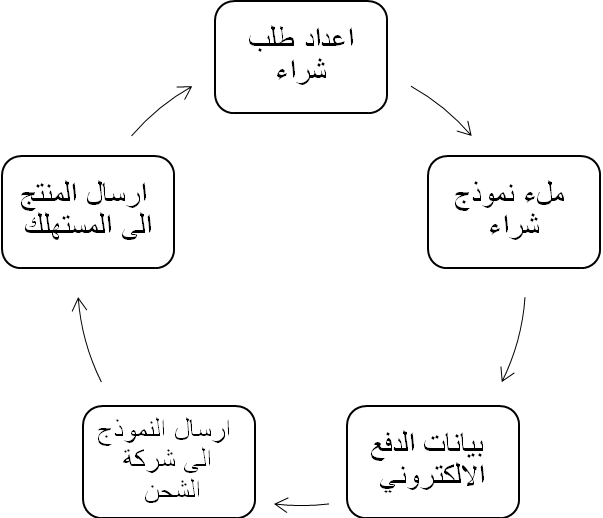 اعداد طلب
شراء
ملء نموذج
شراء
بيانات الدفع
الالكتروني
ارسال النموذج
الى شركة
الشحن
ارسال المنتج
الى المستهلك